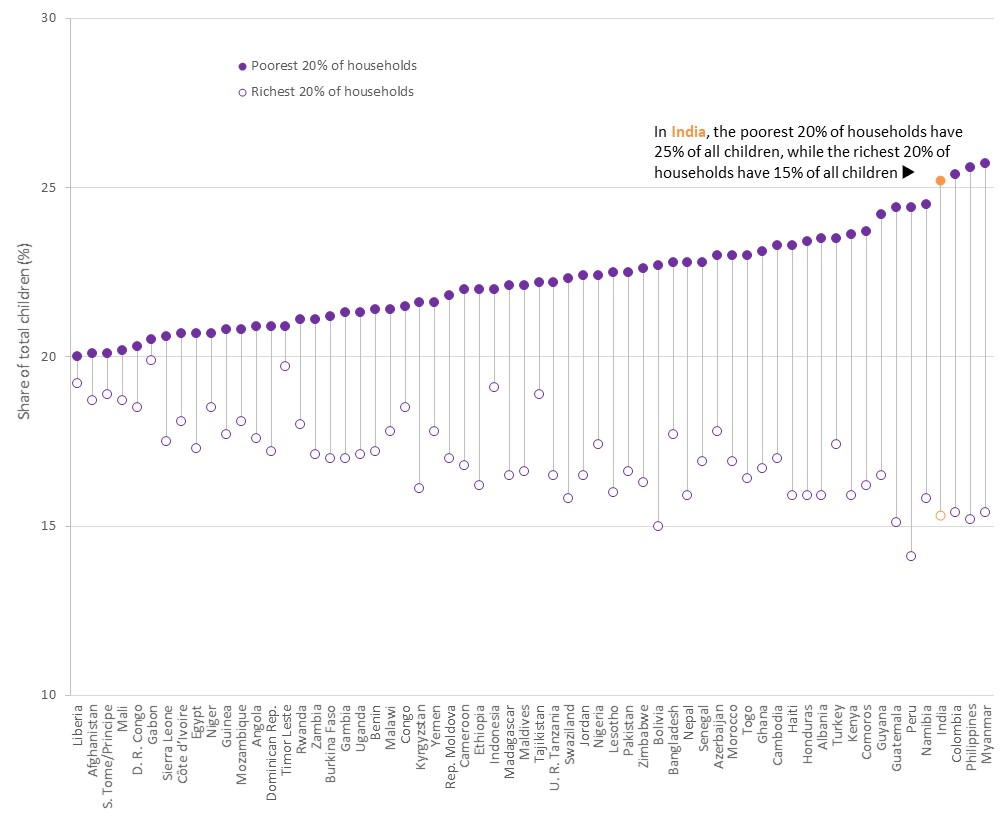 30
Poorest 20% of households
Richest 20% of households
In India, the poorest 20% of households have
25% of all children, while the richest 20% of
households have 15% of all children ▶
25
Share of total children (%)
20
15
10
Liberia
Afghanistan
S. Tome/Principe
Mali
D. R. Congo
Gabon
Sierra Leone
Côte d'Ivoire
Egypt
Niger
Guinea
Mozambique
Angola
Dominican Rep.
Timor Leste
Rwanda
Zambia
Burkina Faso
Gambia
Uganda
Benin
Malawi
Congo
Kyrgyzstan
Yemen
Rep. Moldova
Cameroon
Ethiopia
Indonesia
Madagascar
Maldives
Tajikistan
U. R. Tanzania
Swaziland
Jordan
Nigeria
Lesotho
Pakistan
Zimbabwe
Bolivia
Bangladesh
Nepal
Senegal
Azerbaijan
Morocco
Togo
Ghana
Cambodia
Haiti
Honduras
Albania
Turkey
Kenya
Comoros
Guyana
Guatemala
Peru
Namibia
India
Colombia
Philippines
Myanmar